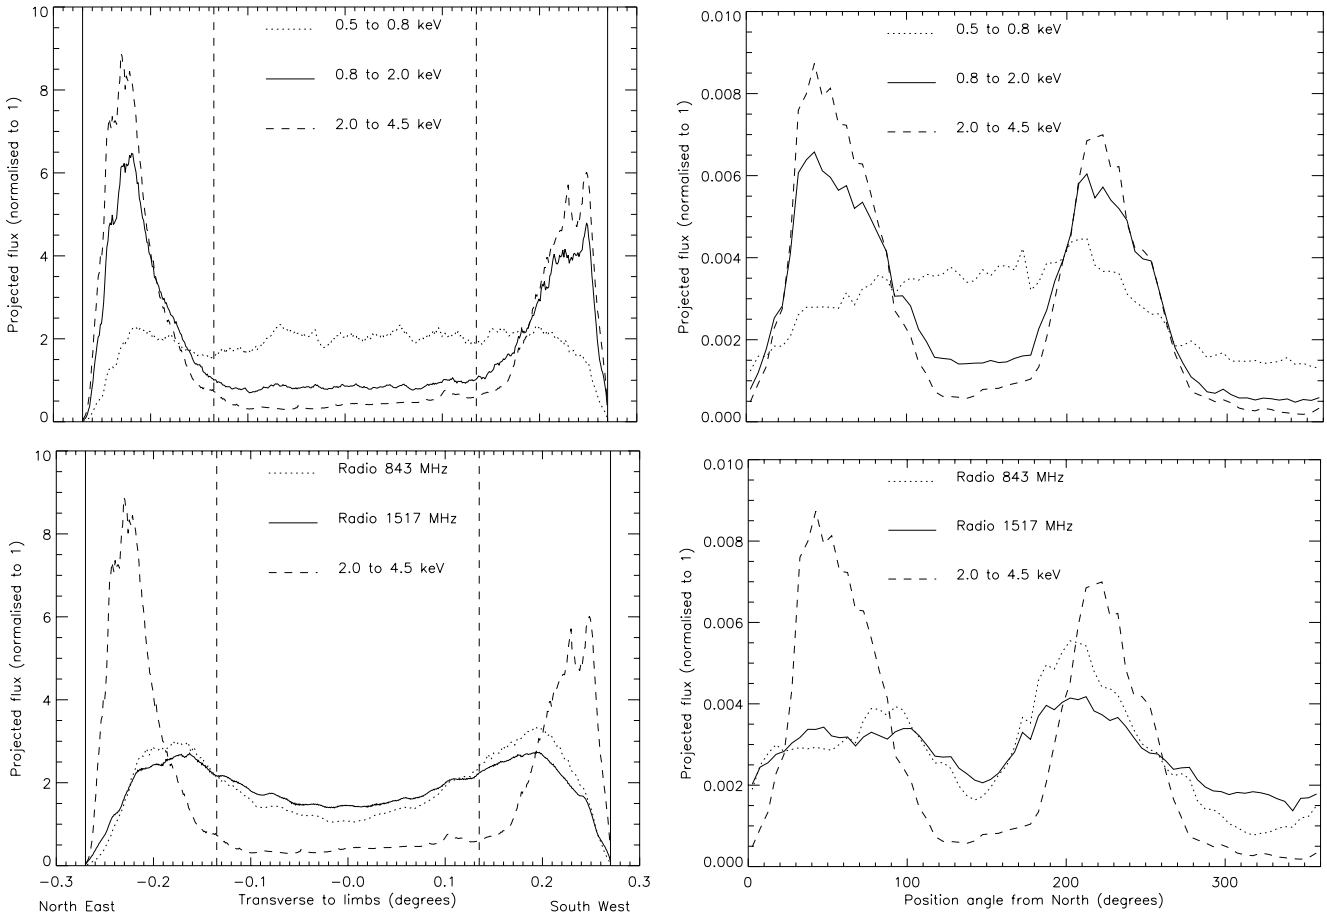 Projected flux (normalised to 1)
10
8
6
4
2
0
0.5 to 0.8 keV
0.8 to 2.0 keV
2.0 to 4.5 keV
Projected flux (normalised to 1)
0.010
0.008
0.006
0.004
0.002
0.000
0.5 to 0.8 keV
0.8 to 2.0 keV
2.0 to 4.5 keV
Projected flux (normalised to 1)
10
8
6
4
2
0
Radio 843 MHz
Radio 1517 MHz
2.0 to 4.5 keV
-0.3 -0.2 -0.1 -0.0 0.1 0.2 0.3
Transverse to limbs (degrees)
North East South West
Projected flux (normalised to 1)
0.010
0.008
0.006
0.004
0.002
0.000
Radio 843 MHz
Radio 1517 MHz
2.0 to 4.5 keV
0 100 200 300
Position angle from North (degrees)